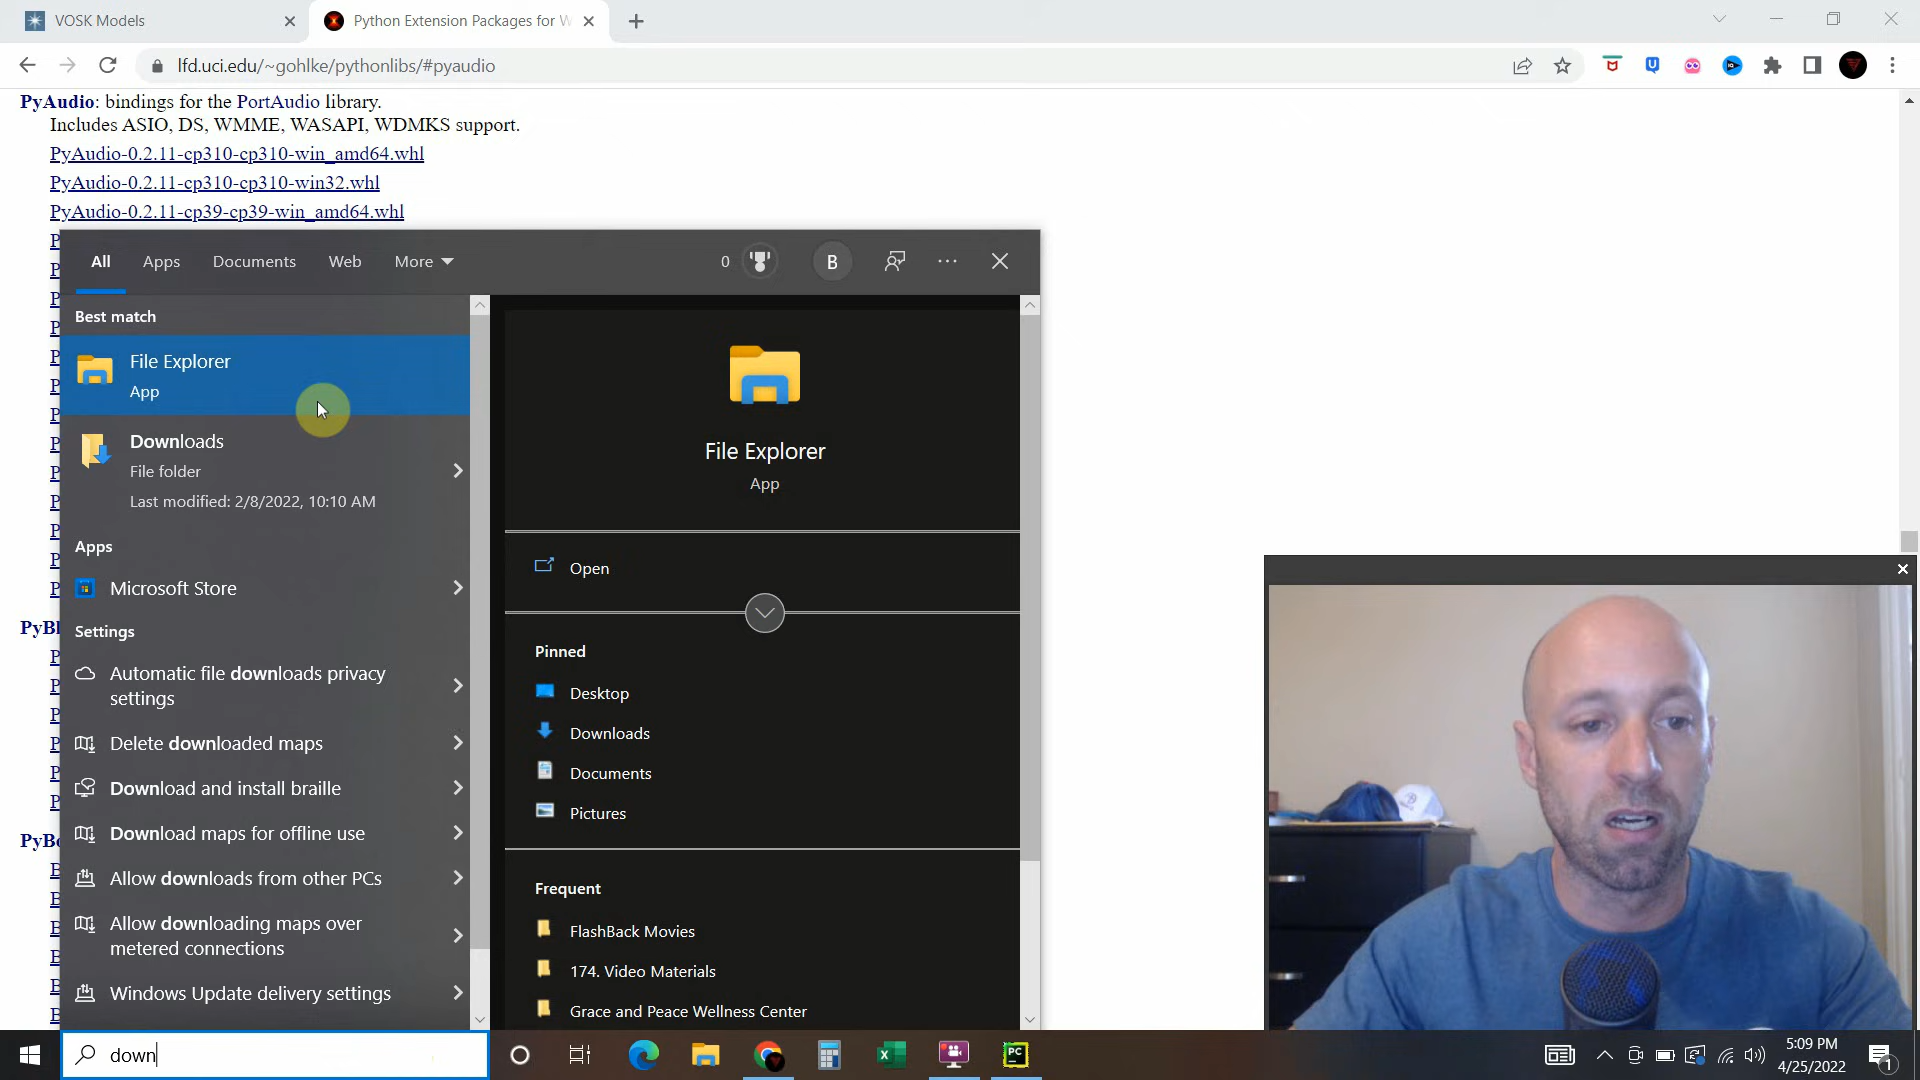 VOSK Models
Python Extension Packages for W
lfd.uci.edu/~gohlke/pythonlibs/#pyaudio
PyAudio: bindings for the PortAudio library.
Includes ASIO, DS, WMME, WASAPI, WDMKS support.
PyAudio-0.2.11-cp310-cp310-win_amd64.whl
PyAudio-0.2.11-cp310-cp310-win32.whl
PyAudio-0.2.11-cp39-cp39-win_amd64.whl
All Apps Documents Web More
0 B
Best match
File Explorer
App
Downloads
File folder
Last modified: 2/8/2022, 10:10 AM
Apps
Microsoft Store
Settings
Automatic file downloads privacy
settings
Delete downloaded maps
Download and install braille
Download maps for offline use
Allow downloads from other PCs
Allow downloading maps over
metered connections
Windows Update delivery settings
File Explorer
App
Open
Pinned
Desktop
Downloads
Documents
Pictures
Frequent
FlashBack Movies
174. Video Materials
Grace and Peace Wellness Center
down
PC
5:09 PM
4/25/2022
1